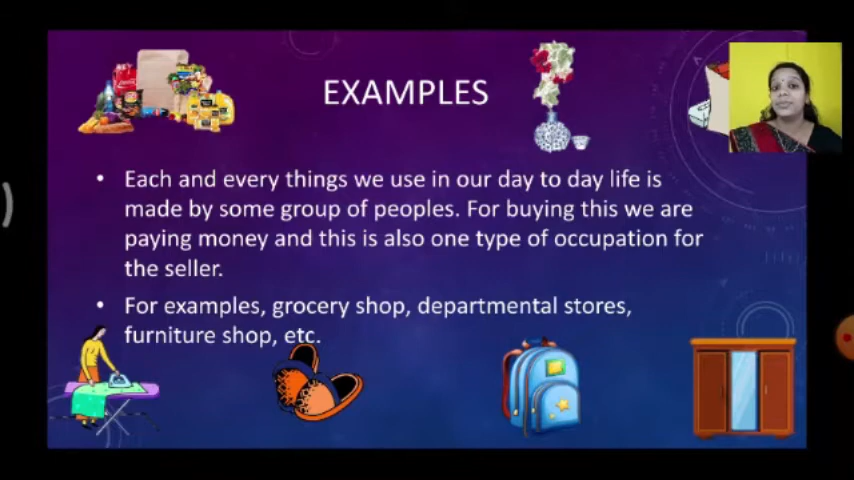 EXAMPLES
• Each and every things we use in our day to day life is
made by some group of peoples. For buying this we are
paying money and this is also one type of occupation for
the seller.
• For examples, grocery shop, departmental stores,
furniture shop, etc.